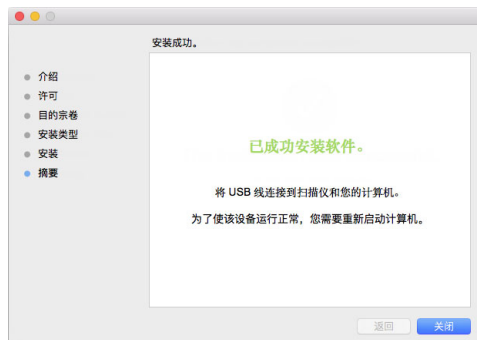 安装成功。
介绍
许可
目的宗卷
安装类型
安装
摘要
已成功安装软件。
将 USB 线连接到扫描仪和您的计算机。
为了使该设备运行正常，您需要重新启动计算机。
返回
关闭